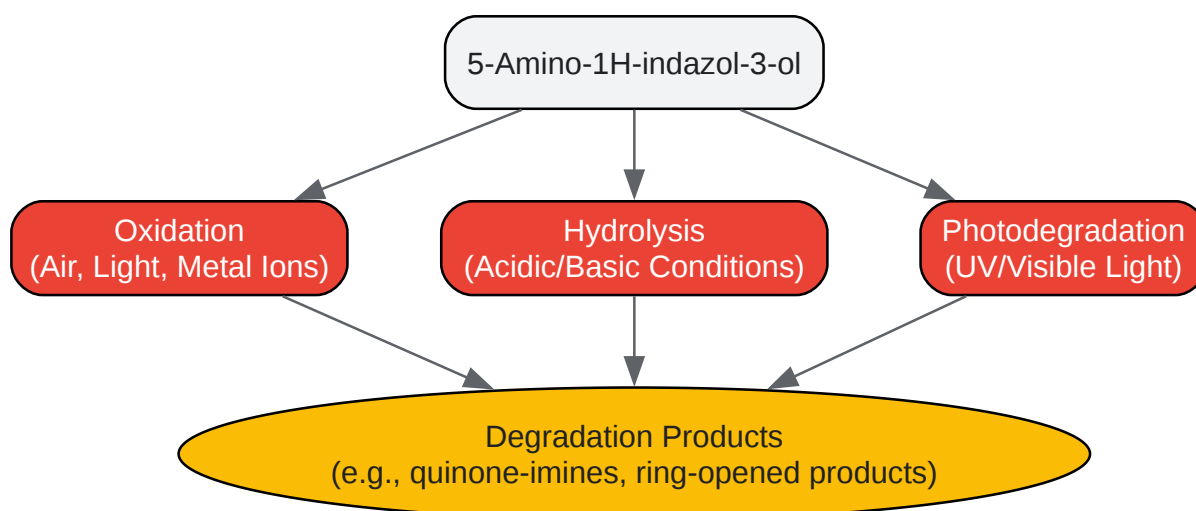 5-Amino-1H-indazol-3-ol
Oxidation
(Air, Light, Metal Ions)
Hydrolysis
(Acidic/Basic Conditions)
Photodegradation
(UV/Visible Light)
Degradation Products
(e.g., quinone-imines, ring-opened products)